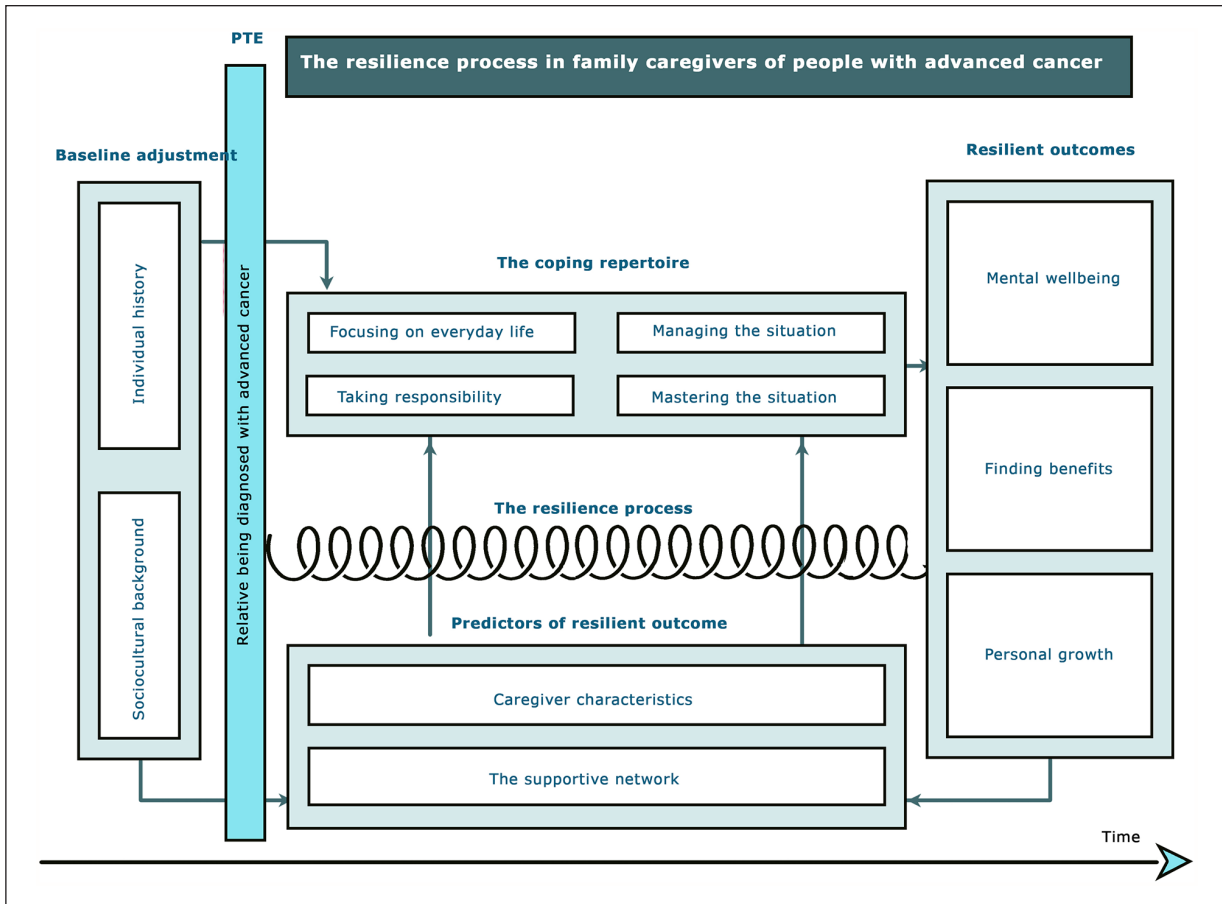 PTE
The resilience process in family caregivers of people with advanced cancer
Baseline adjustment
Resilient outcomes
Individual history
Sociocultural background
Relative being diagnosed with advanced cancer
The coping repertoire
Focusing on everyday life
Managing the situation
Taking responsibility
Mastering the situation
The resilience process
Predictors of resilient outcome
Caregiver characteristics
The supportive network
Mental wellbeing
Finding benefits
Personal growth
Time